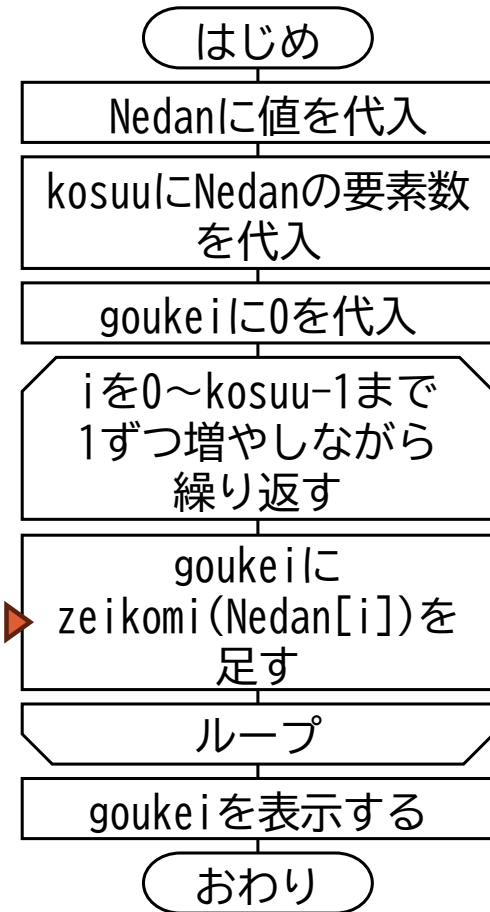 はじめ
Nedanに値を代入
kosuuにNedanの要素数
を代入
goukeiに0を代入
iを0～kosuu-1まで
1ずつ増やしながら
繰り返す
goukeiに
zeikomi(Nedan[i])を
足す
ループ
goukeiを表示する
おわり